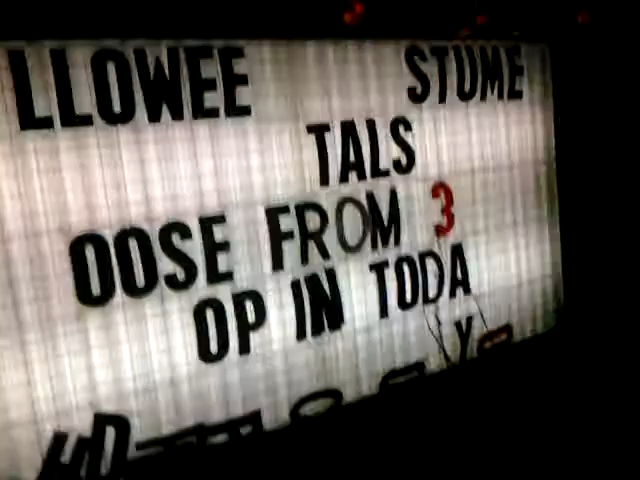 LLOWEE STUME
TALS
OOSE FROM 3
OP IN TODA
Y